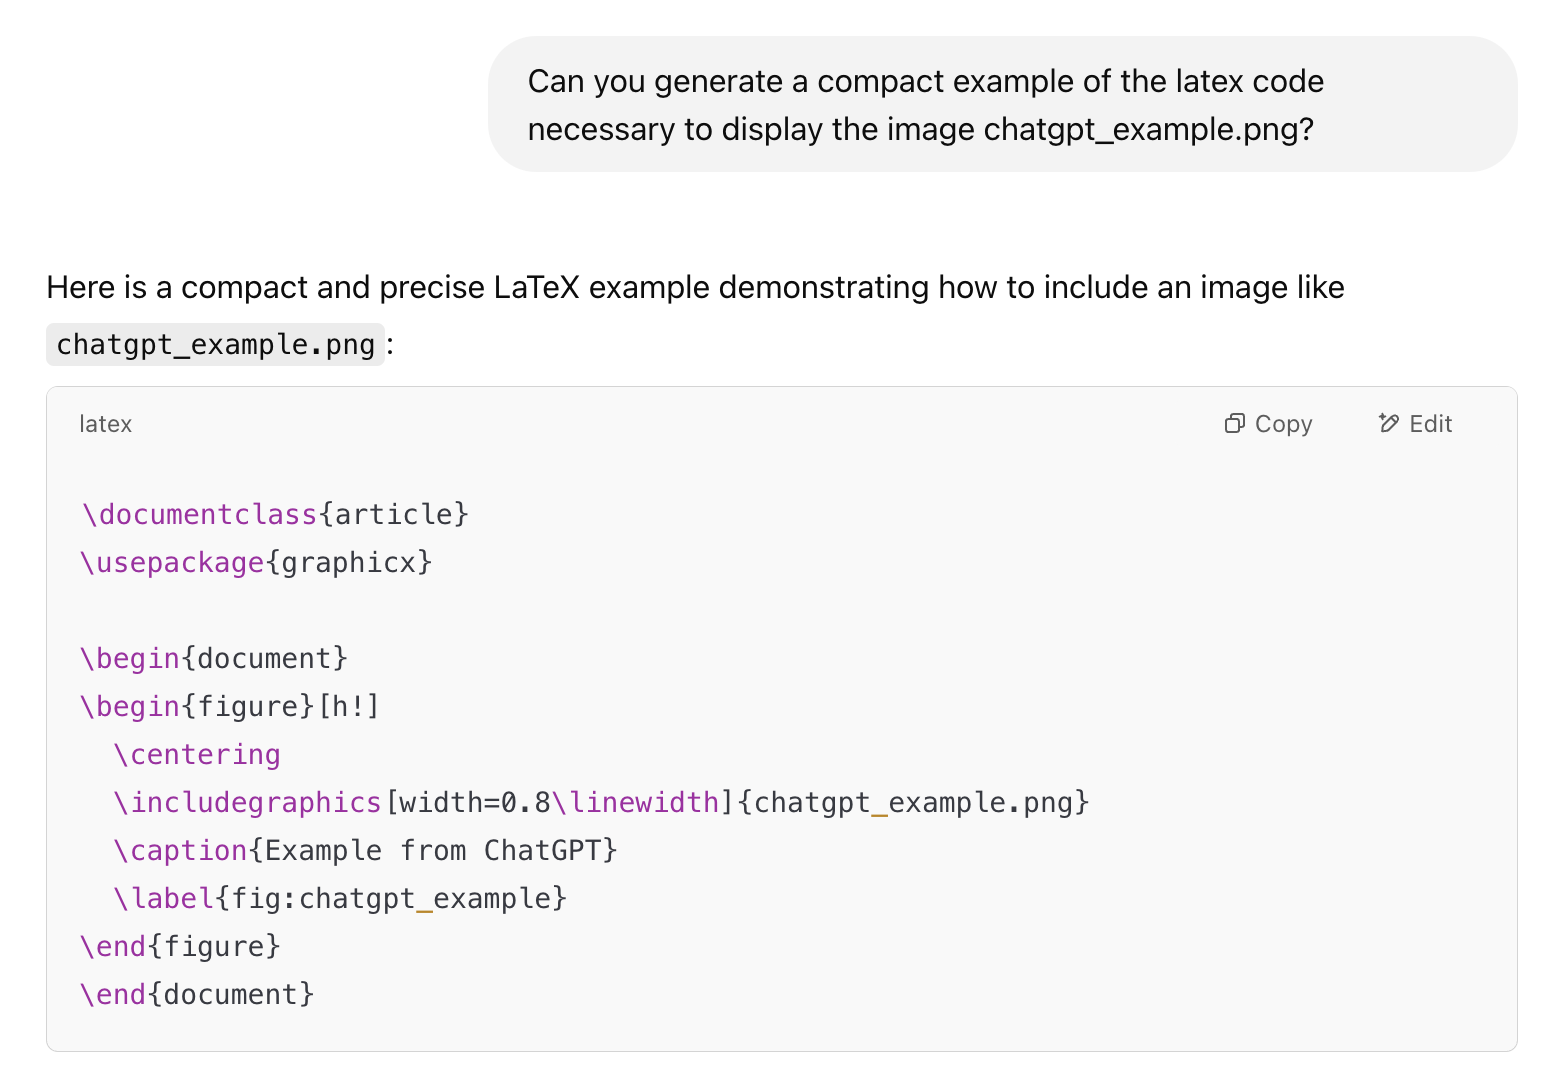 Can you generate a compact example of the latex code
necessary to display the image chatgpt_example.png?
Here is a compact and precise LaTeX example demonstrating how to include an image like
chatgpt_example.png:
latex Copy Edit
\documentclass{article}
\usepackage{graphicx}

\begin{document}
\begin{figure}[h!]
  \centering
  \includegraphics[width=0.8\linewidth]{chatgpt_example.png}
  \caption{Example from ChatGPT}
  \label{fig:chatgpt_example}
\end{figure}
\end{document}